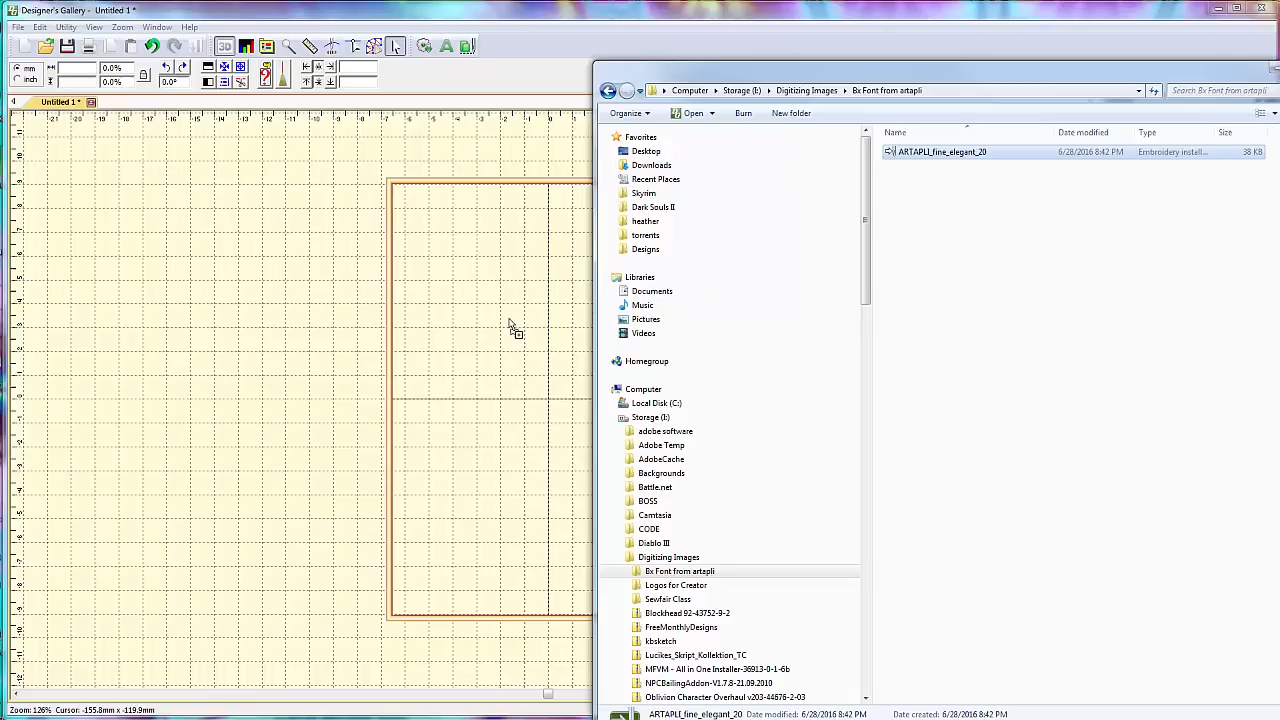 Designer's Gallery - Untitled 1 *
File Edit Utility View Zoom Window Help
3D
mm 0.0%
inch 0.0% 0.0°
Untitled 1 *
Zoom: 126% Cursor: -155.8mm x -119.9mm
Computer Storage (I:) Digitizing Images Bx Font from artapli
Search Bx Font from artapli
Organize Open Burn New folder
Name Date modified Type Size
ARTAPLI_fine_elegant_20 6/28/2016 8:42 PM Embroidery install... 38 KB
Favorites
Desktop
Downloads
Recent Places
Skyrim
Dark Souls II
heather
torrents
Designs
Libraries
Documents
Music
Pictures
Videos
Homegroup
Computer
Local Disk (C:)
Storage (I:)
adobe software
Adobe Temp
AdobeCache
Backgrounds
Battle.net
BOSS
Camtasia
CODE
Diablo III
Digitizing Images
Bx Font from artapli
Logos for Creator
Sewfair Class
Blockhead 92-43752-9-2
FreeMonthlyDesigns
kbsketch
Lucikes_Skript_Kollektion_TC
MFVM - All in One Installer-36913-0-1-6b
NPCBailingAddon-V1.7.8-21.09.2010
Oblivion Character Overhaul v203-44676-2-03
ARTAPLI_fine_elegant_20 Date modified: 6/28/2016 8:42 PM Date created: 6/28/2016 8:42 PM